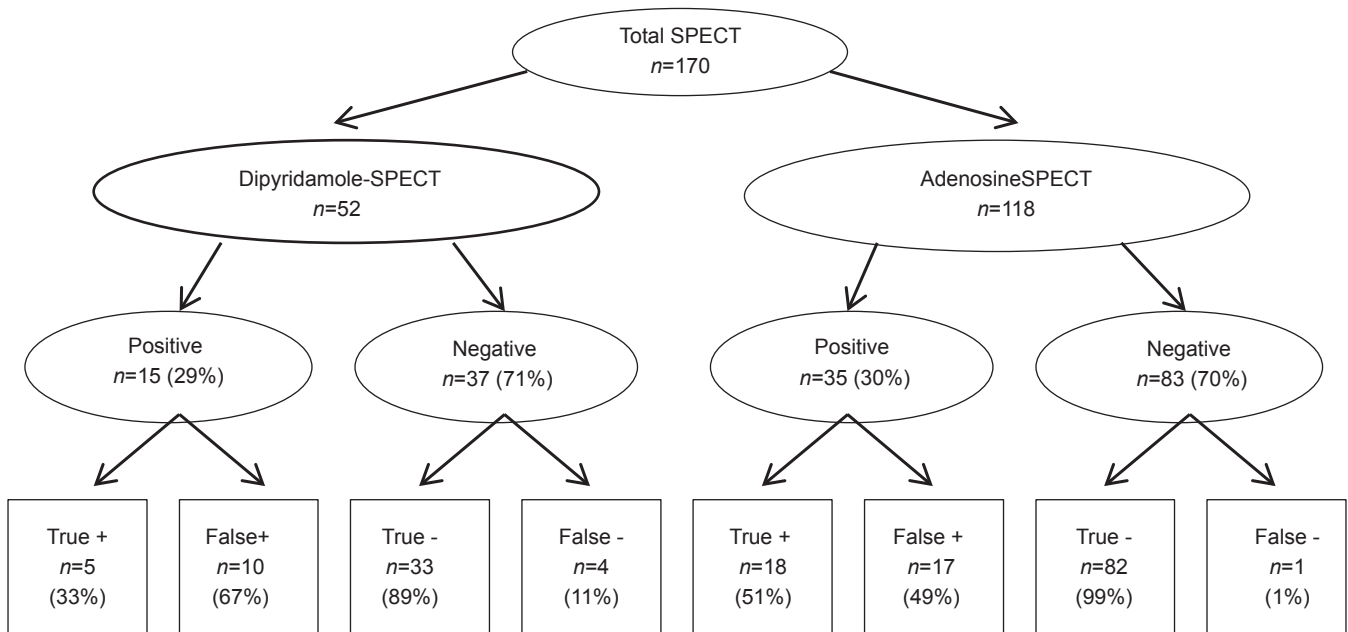 Total SPECT
n=170
Dipyridamole-SPECT
n=52
AdenosineSPECT
n=118
Positive
n=15 (29%)
Negative
n=37 (71%)
Positive
n=35 (30%)
Negative
n=83 (70%)
True +
n=5
(33%)
False+
n=10
(67%)
True -
n=33
(89%)
False -
n=4
(11%)
True +
n=18
(51%)
False +
n=17
(49%)
True -
n=82
(99%)
False -
n=1
(1%)